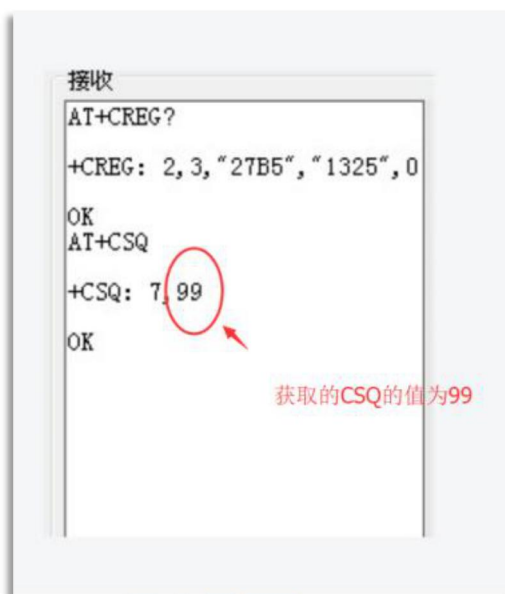 接收
AT+CREG?
+CREG: 2,3,"27B5","1325",0
OK
AT+CSQ
+CSQ: 7,99
OK
获取的CSQ的值为99